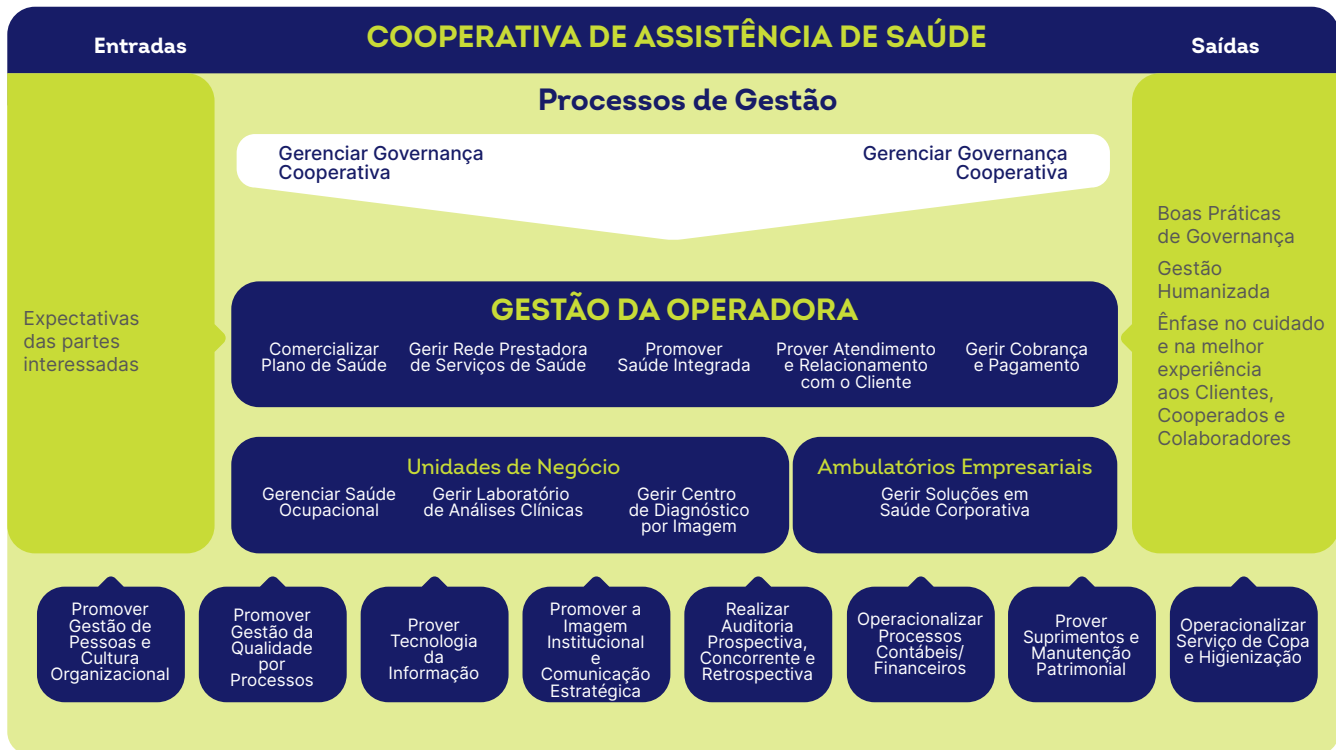 Entradas
COOPERATIVA DE ASSISTÊNCIA DE SAÚDE
Saídas
Processos de Gestão
Gerenciar Governança
Cooperativa
Gerenciar Governança
Cooperativa
Expectativas
das partes
interessadas
GESTÃO DA OPERADORA
Comercializar
Plano de Saúde
Gerir Rede Prestadora
de Serviços de Saúde
Promover
Saúde Integrada
Prover Atendimento
e Relacionamento
com o Cliente
Gerir Cobrança
e Pagamento
Unidades de Negócio
Gerenciar Saúde
Ocupacional
Gerir Laboratório
de Análises Clínicas
Gerir Centro
de Diagnóstico
por Imagem
Ambulatórios Empresariais
Gerir Soluções em
Saúde Corporativa
Boas Práticas
de Governança
Gestão
Humanizada
Ênfase no cuidado
e na melhor
experiência
aos Clientes,
Cooperados e
Colaboradores
Promover
Gestão de
Pessoas e
Cultura
Organizacional
Promover
Gestão da
Qualidade
por
Processos
Prover
Tecnologia
da
Informação
Promover a
Imagem
Institucional
e
Comunicação
Estratégica
Realizar
Auditoria
Prospectiva,
Concorrente e
Retrospectiva
Operacionalizar
Processos
Contábeis/
Financeiros
Prover
Suprimentos e
Manutenção
Patrimonial
Operacionalizar
Serviço de Copa
e Higienização